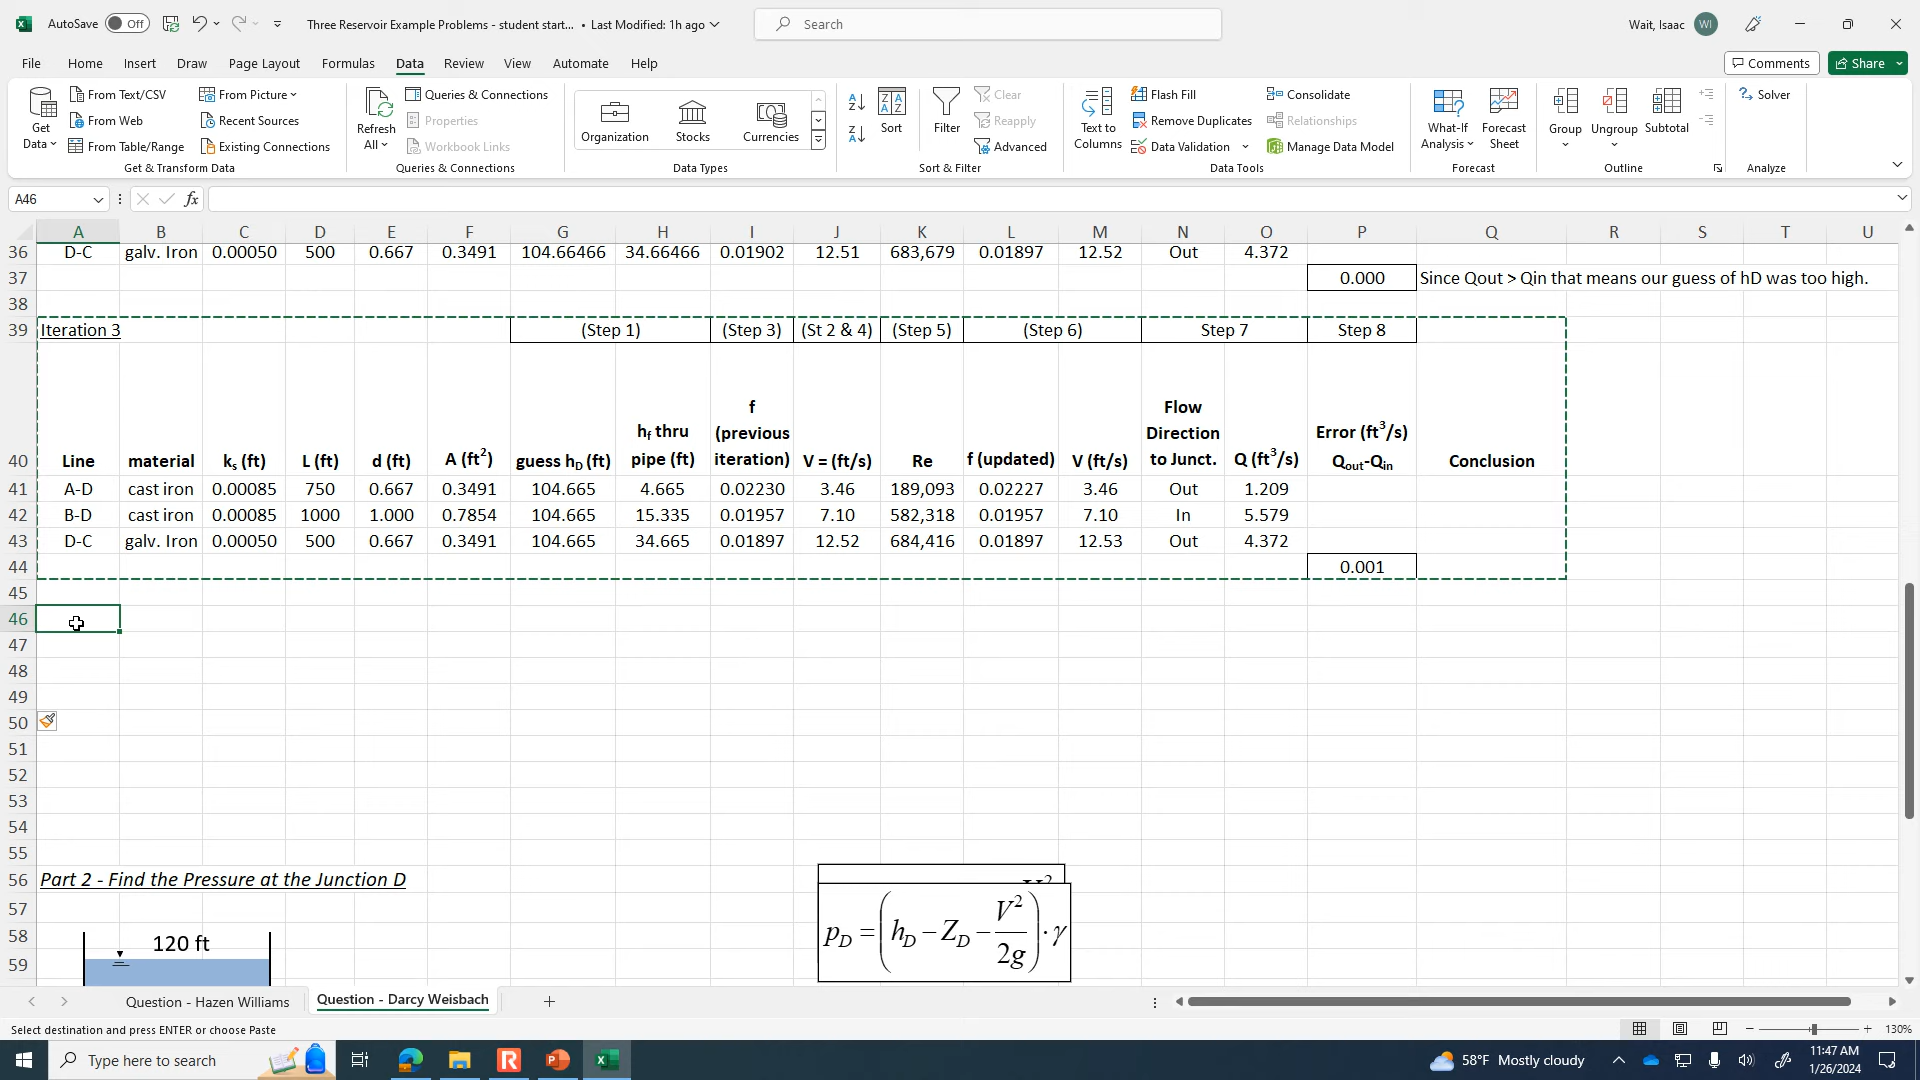 AutoSave Off Three Reservoir Example Problems - student start... • Last Modified: 1h ago Search Wait, Isaac WI
File Home Insert Draw Page Layout Formulas Data Review View Automate Help Comments Share
Get Data From Text/CSV From Web From Table/Range From Picture Recent Sources Existing Connections
Get & Transform Data
Refresh All Queries & Connections Properties Workbook Links
Queries & Connections
Organization Stocks Currencies
Data Types
Sort Filter Clear Reapply Advanced
Sort & Filter
Text to Columns Flash Fill Remove Duplicates Data Validation Consolidate Relationships Manage Data Model
Data Tools
What-If Analysis Forecast Sheet
Forecast
Group Ungroup Subtotal
Outline
Solver
Analyze
A46 fx
A B C D E F G H I J K L M N O P Q R S T U
36 D-C galv. Iron 0.00050 500 0.667 0.3491 104.66466 34.66466 0.01902 12.51 683,679 0.01897 12.52 Out 4.372
37 0.000 Since Qout > Qin that means our guess of hD was too high.
38
39 Iteration 3 (Step 1) (Step 3) (St 2 & 4) (Step 5) (Step 6) Step 7 Step 8
40 Line material ks (ft) L (ft) d (ft) A (ft²) guess hD (ft) hf thru pipe (ft) f (previous iteration) V = (ft/s) Re f (updated) V (ft/s) Flow Direction to Junct. Q (ft³/s) Error (ft³/s) Qout-Qin Conclusion
41 A-D cast iron 0.00085 750 0.667 0.3491 104.665 4.665 0.02230 3.46 189,093 0.02227 3.46 Out 1.209
42 B-D cast iron 0.00085 1000 1.000 0.7854 104.665 15.335 0.01957 7.10 582,318 0.01957 7.10 In 5.579
43 D-C galv. Iron 0.00050 500 0.667 0.3491 104.665 34.665 0.01897 12.52 684,416 0.01897 12.53 Out 4.372
44 0.001
45
46
47
48
49
50
51
52
53
54
55
56 Part 2 - Find the Pressure at the Junction D
57
58 120 ft
59
pD = (hD − ZD − V²/2g) · γ
Question - Hazen Williams Question - Darcy Weisbach
Select destination and press ENTER or choose Paste 130%
Type here to search 58°F Mostly cloudy 11:47 AM
1/26/2024